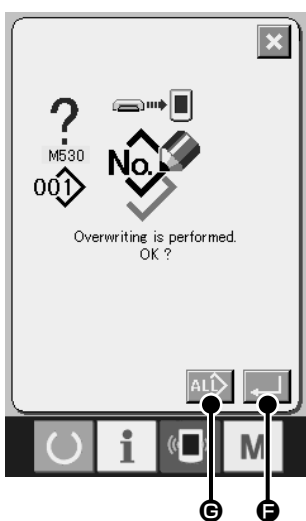 ?
M530
001
No.
Overwriting is performed.
OK ?
ALL
i
M
G
F